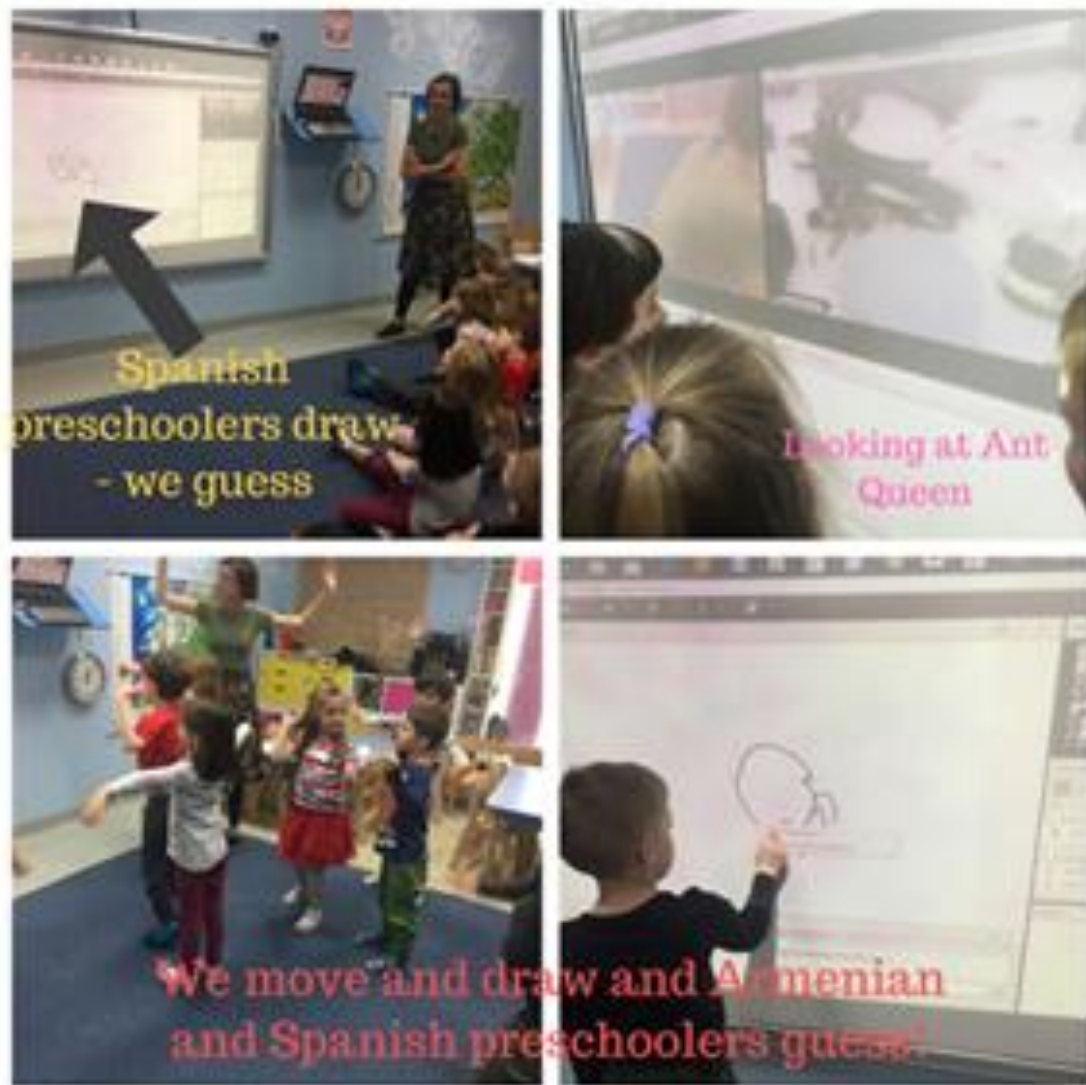 Spanish
preschoolers draw
- we guess
Looking at Ant
Queen
We move and draw and Armenian
and Spanish preschoolers guess!